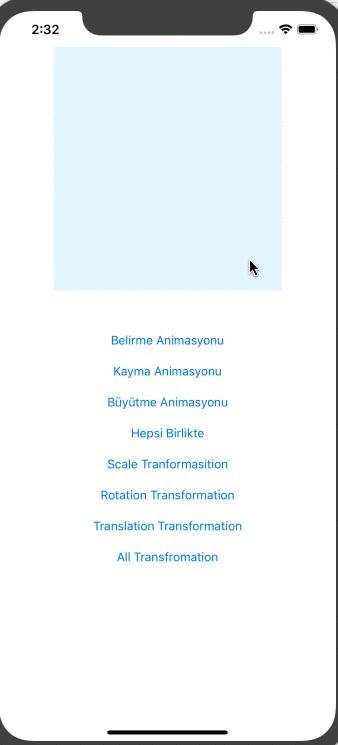 2:32
Belirme Animasyonu
Kayma Animasyonu
Büyütme Animasyonu
Hepsi Birlikte
Scale Tranformasition
Rotation Transformation
Translation Transformation
All Transfromation